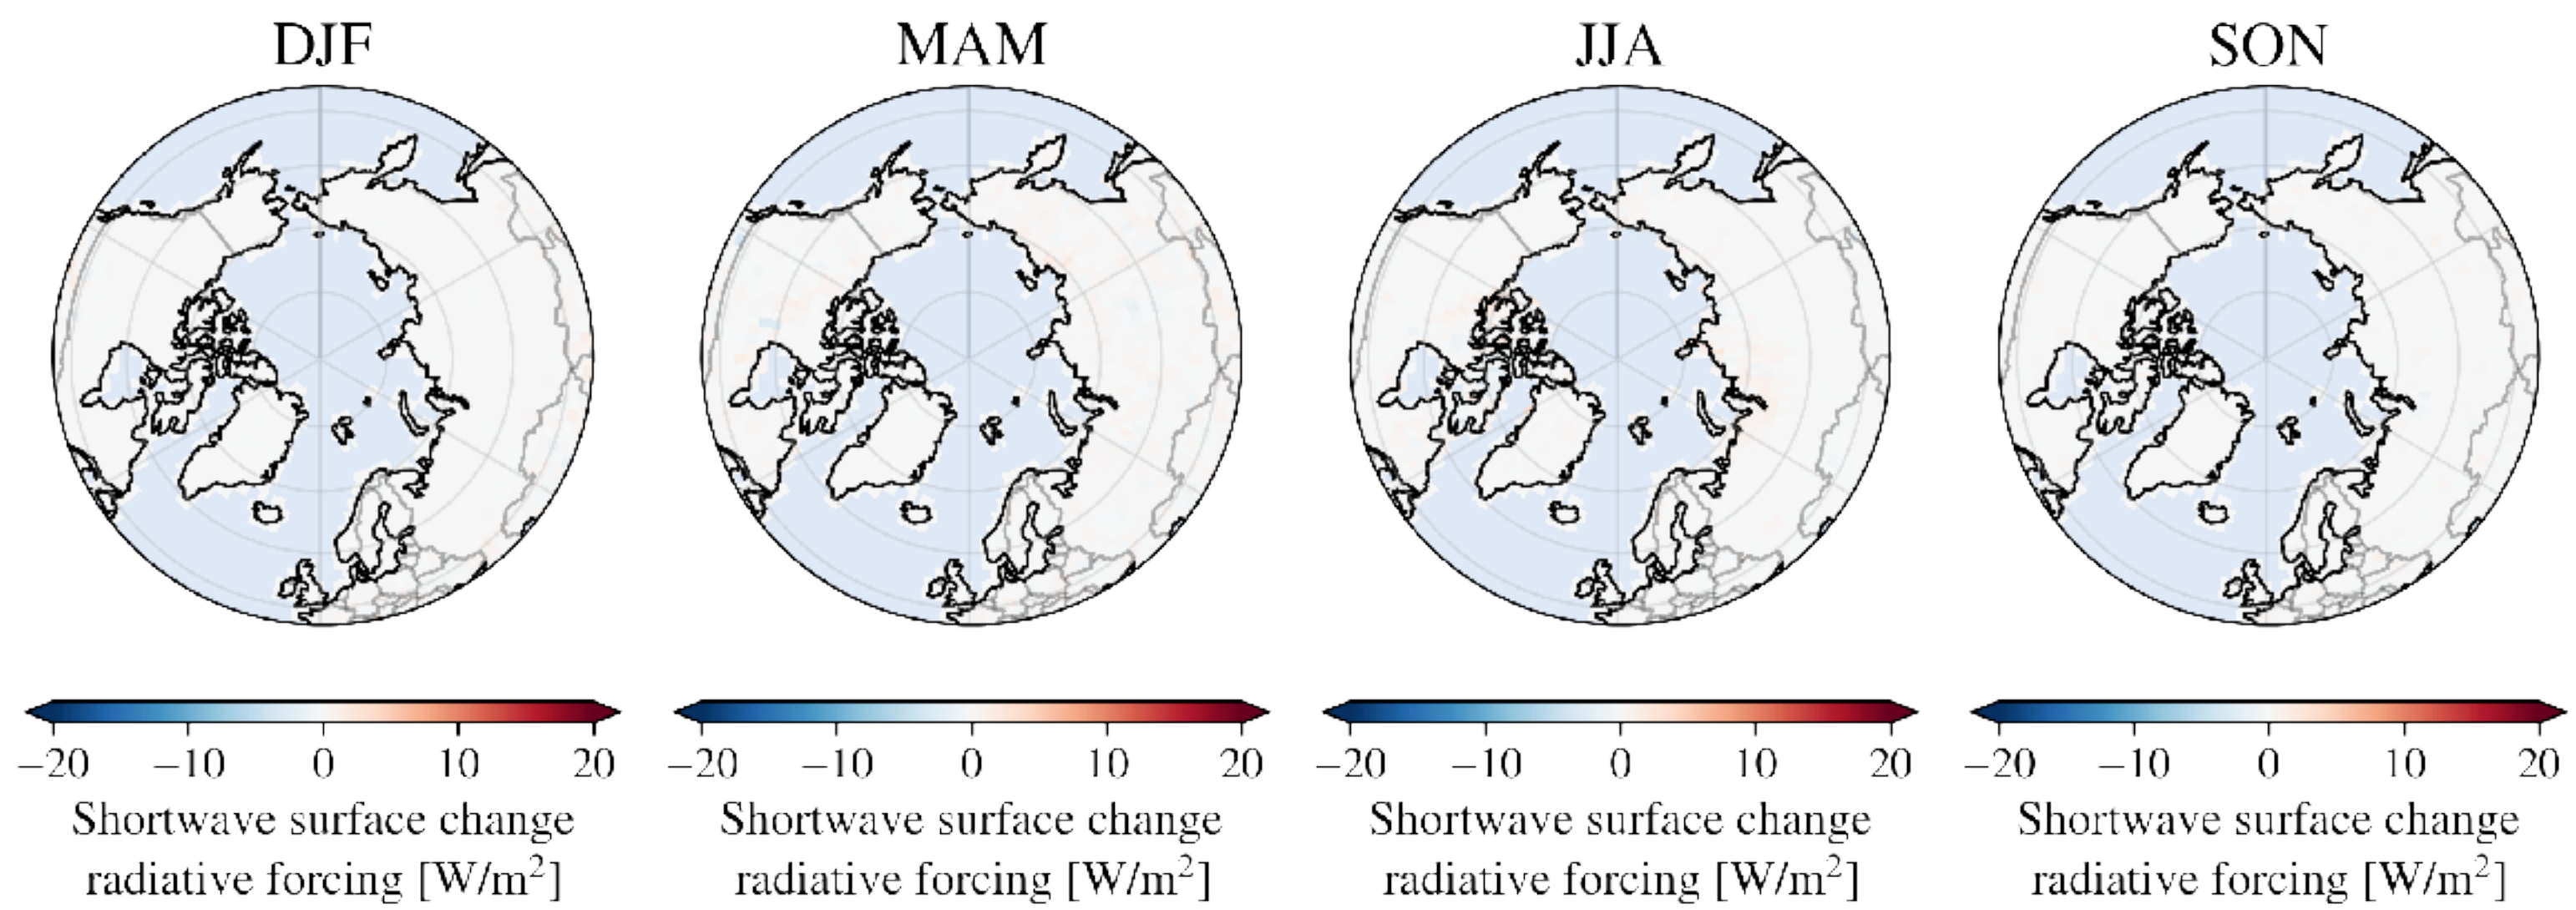 DJF
MAM
JJA
SON
−20 −10 0 10 20
Shortwave surface change
radiative forcing [W/m²]
−20 −10 0 10 20
Shortwave surface change
radiative forcing [W/m²]
−20 −10 0 10 20
Shortwave surface change
radiative forcing [W/m²]
−20 −10 0 10 20
Shortwave surface change
radiative forcing [W/m²]